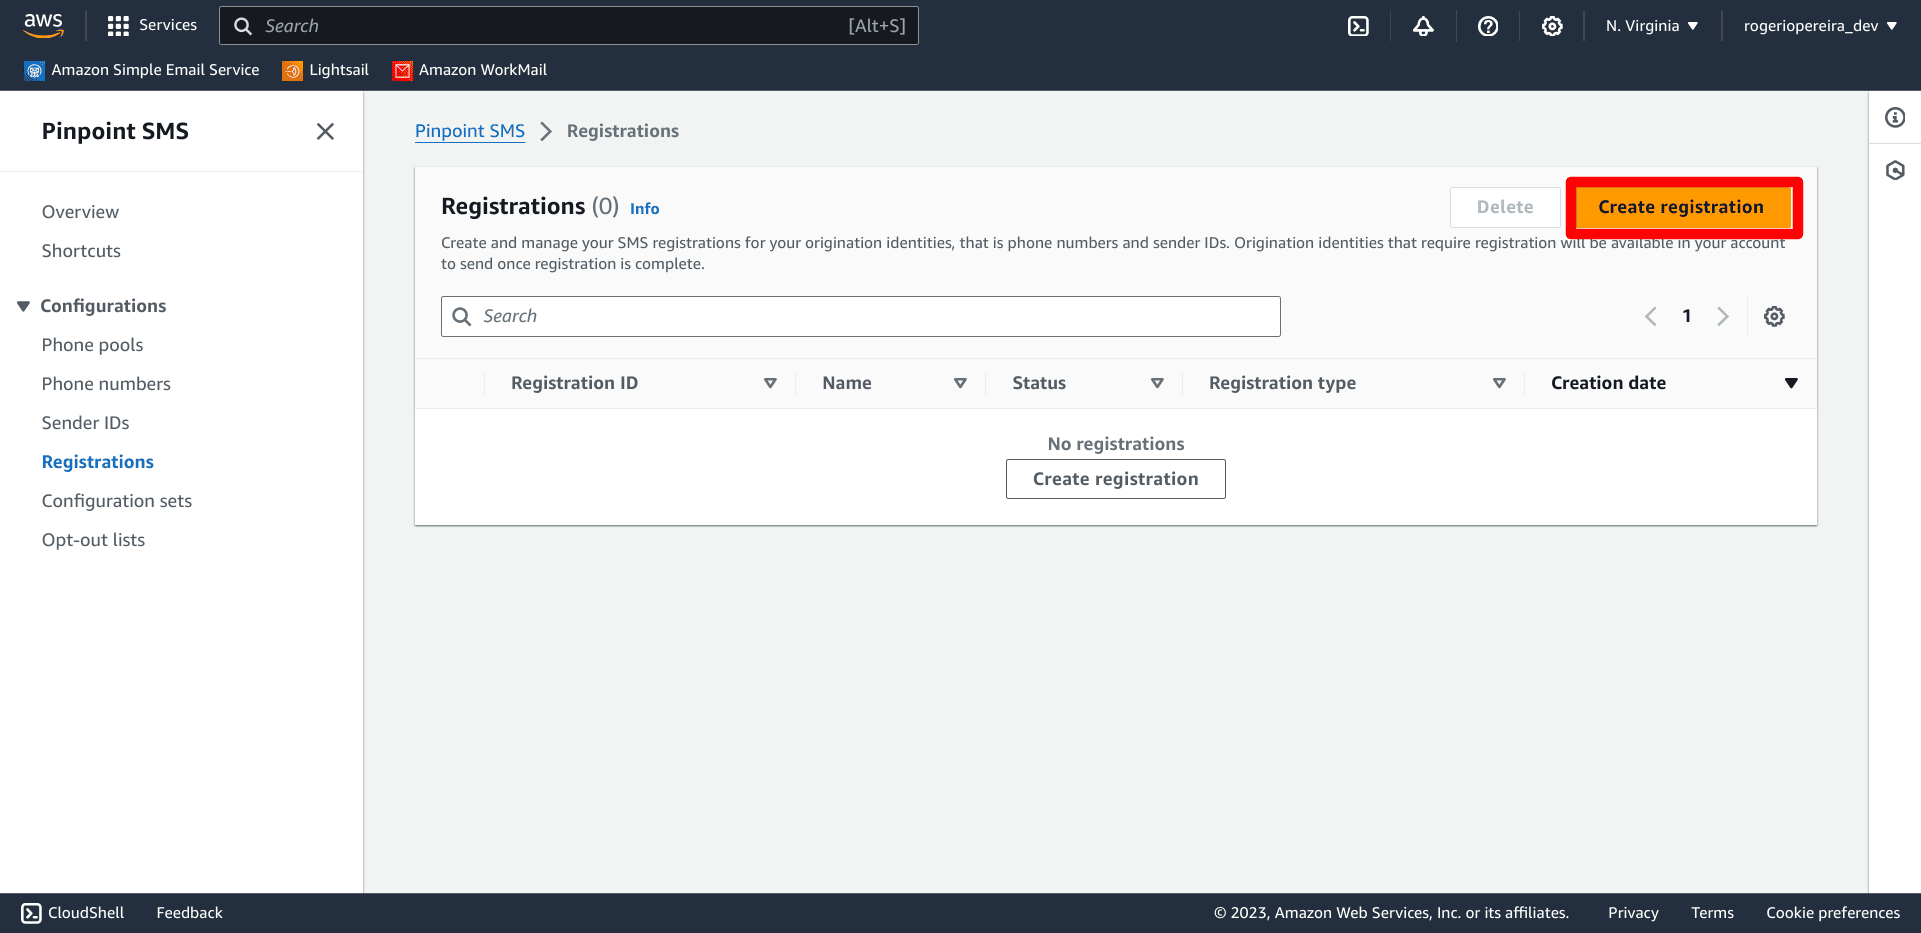 aws
Services
Search
[Alt+S]
N. Virginia
rogeriopereira_dev
Amazon Simple Email Service
Lightsail
Amazon WorkMail
Pinpoint SMS
Overview
Shortcuts
Configurations
Phone pools
Phone numbers
Sender IDs
Registrations
Configuration sets
Opt-out lists
Pinpoint SMS
Registrations
Registrations (0) Info
Delete
Create registration
Create and manage your SMS registrations for your origination identities, that is phone numbers and sender IDs. Origination identities that require registration will be available in your account
to send once registration is complete.
Search
1
Registration ID
Name
Status
Registration type
Creation date
No registrations
Create registration
CloudShell
Feedback
© 2023, Amazon Web Services, Inc. or its affiliates.
Privacy
Terms
Cookie preferences